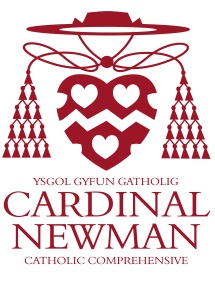 YSGOL GYFUN GATHOLIG
CARDINAL
NEWMAN
CATHOLIC COMPREHENSIVE